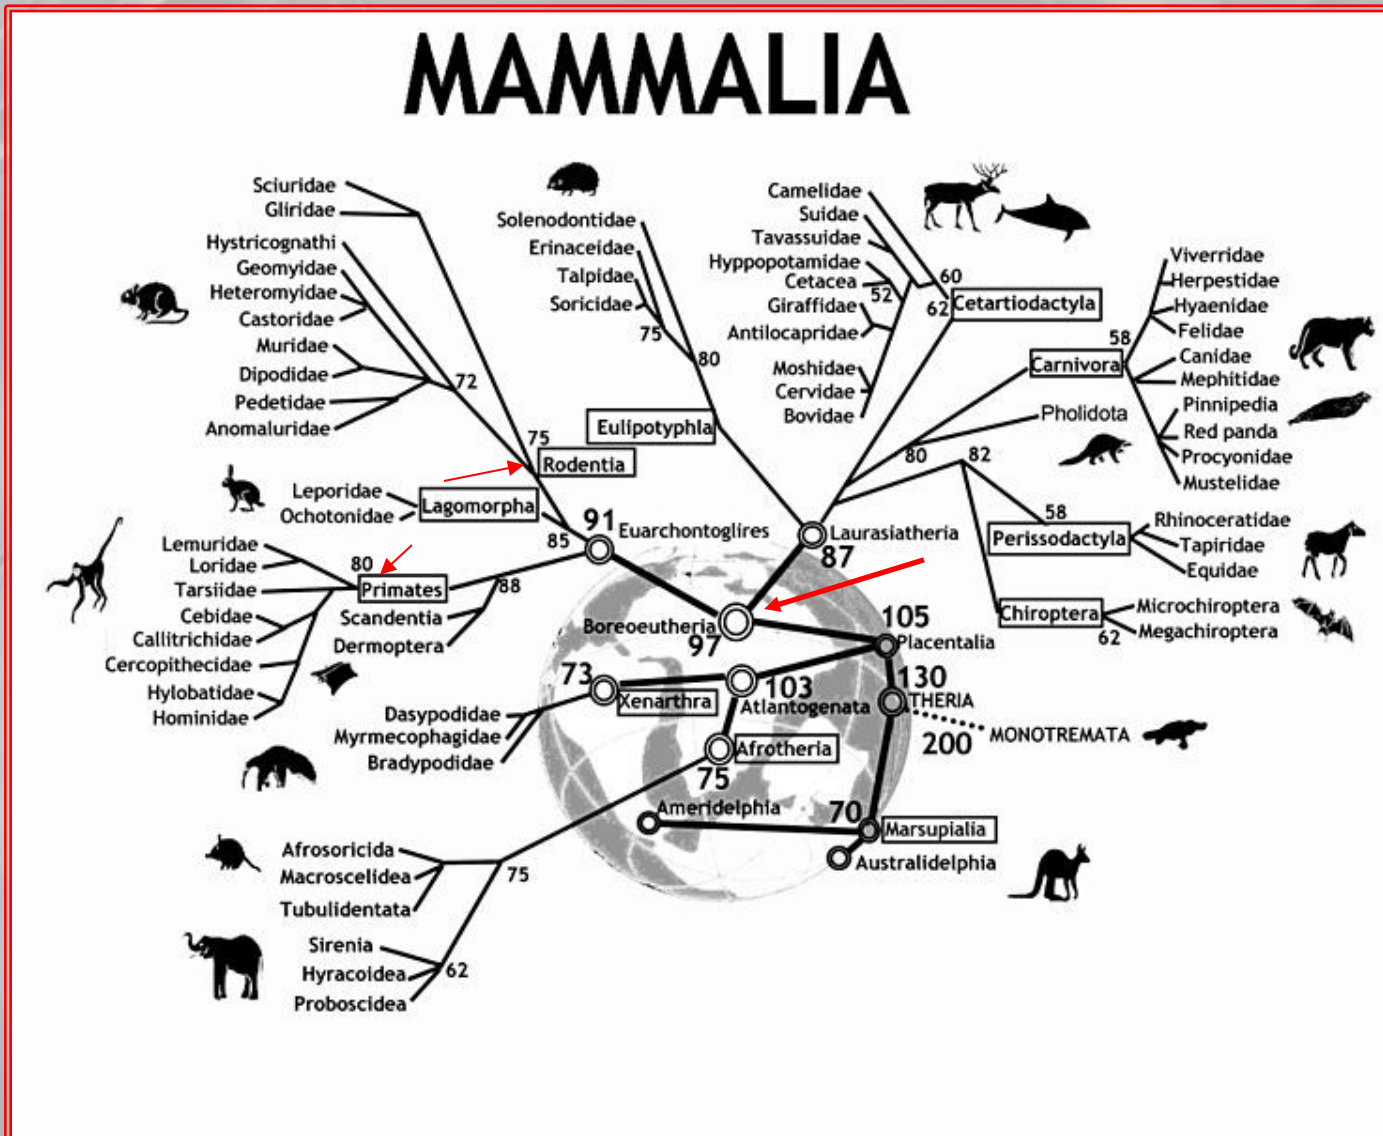 MAMMALIA
Sciuridae
Gliridae
Hystricognathi
Geomyidae
Heteromyidae
Castoridae
Muridae
Dipodidae
Pedetidae
Anomaluridae
72
75
Rodentia
Leporidae
Ochotonidae
Lagomorpha
85
91
Euarchontoglires
Lemuridae
Loridae
Tarsiidae
Cebidae
Callitrichidae
Cercopithecidae
Hylobatidae
Hominidae
80
Primates
Scandentia
Dermoptera
88
Solenodontidae
Erinaceidae
Talpidae
Soricidae
75
80
Eulipotyphla
Camelidae
Suidae
Tavassuidae
Hyppopotamidae
Cetacea
Giraffidae
Antilocapridae
Moshidae
Cervidae
Bovidae
52
60
62
Cetartiodactyla
Viverridae
Herpestidae
Hyaenidae
Felidae
Canidae
Mephitidae
Pinnipedia
Red panda
Procyonidae
Mustelidae
58
Carnivora
Pholidota
80
82
58
Perissodactyla
Rhinoceratidae
Tapiridae
Equidae
Chiroptera
62
Microchiroptera
Megachiroptera
Laurasiatheria
87
Boreoeutheria
97
105
Placentalia
130
THERIA
200
MONOTREMATA
103
Atlantogenata
73
Xenarthra
Dasypodidae
Myrmecophagidae
Bradypodidae
Afrotheria
75
Ameridelphia
70
Marsupialia
Australidelphia
Afrosoricida
Macroscelidea
Tubulidentata
75
Sirenia
Hyracoidea
Proboscidea
62